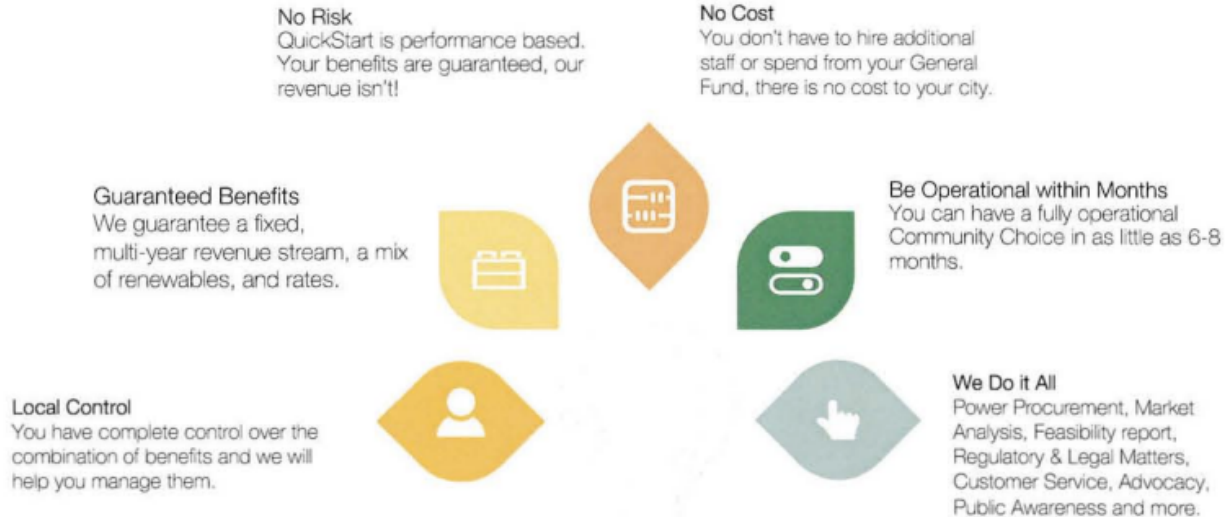 No Risk
QuickStart is performance based.
Your benefits are guaranteed, our
revenue isn't!
No Cost
You don't have to hire additional
staff or spend from your General
Fund, there is no cost to your city.
Guaranteed Benefits
We guarantee a fixed,
multi-year revenue stream, a mix
of renewables, and rates.
Be Operational within Months
You can have a fully operational
Community Choice in as little as 6-8
months.
Local Control
You have complete control over the
combination of benefits and we will
help you manage them.
We Do it All
Power Procurement, Market
Analysis, Feasibility report,
Regulatory & Legal Matters,
Customer Service, Advocacy,
Public Awareness and more.